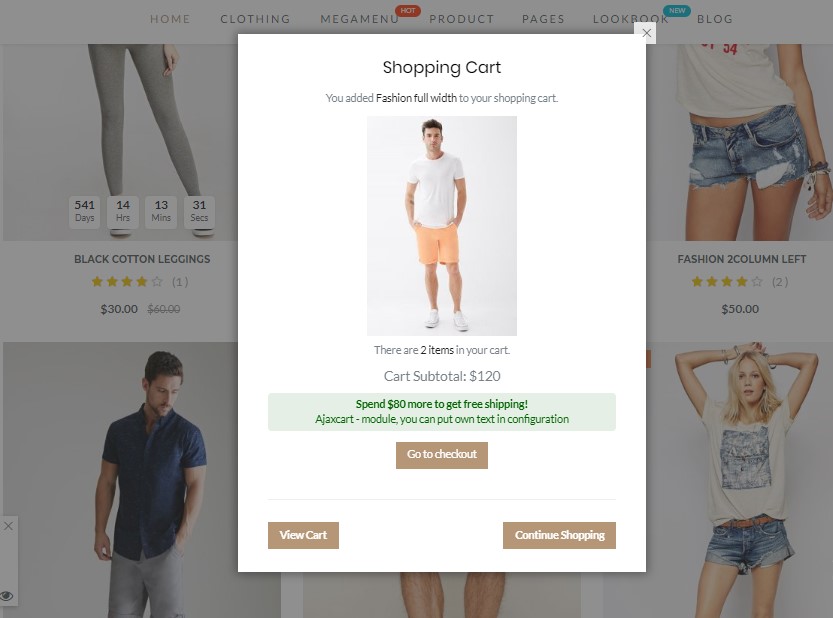 HOME CLOTHING MEGAMENU HOT PRODUCT PAGES LOOKBOOK NEW BLOG
×
Shopping Cart
You added Fashion full width to your shopping cart.
541 14 13 31
Days Hrs Mins Secs
BLACK COTTON LEGGINGS
(1)
$30.00 $60.00
FASHION 2COLUMN LEFT
(2)
$50.00
There are 2 items in your cart.
Cart Subtotal: $120
Spend $80 more to get free shipping!
Ajaxcart - module, you can put own text in configuration
Go to checkout
View Cart Continue Shopping